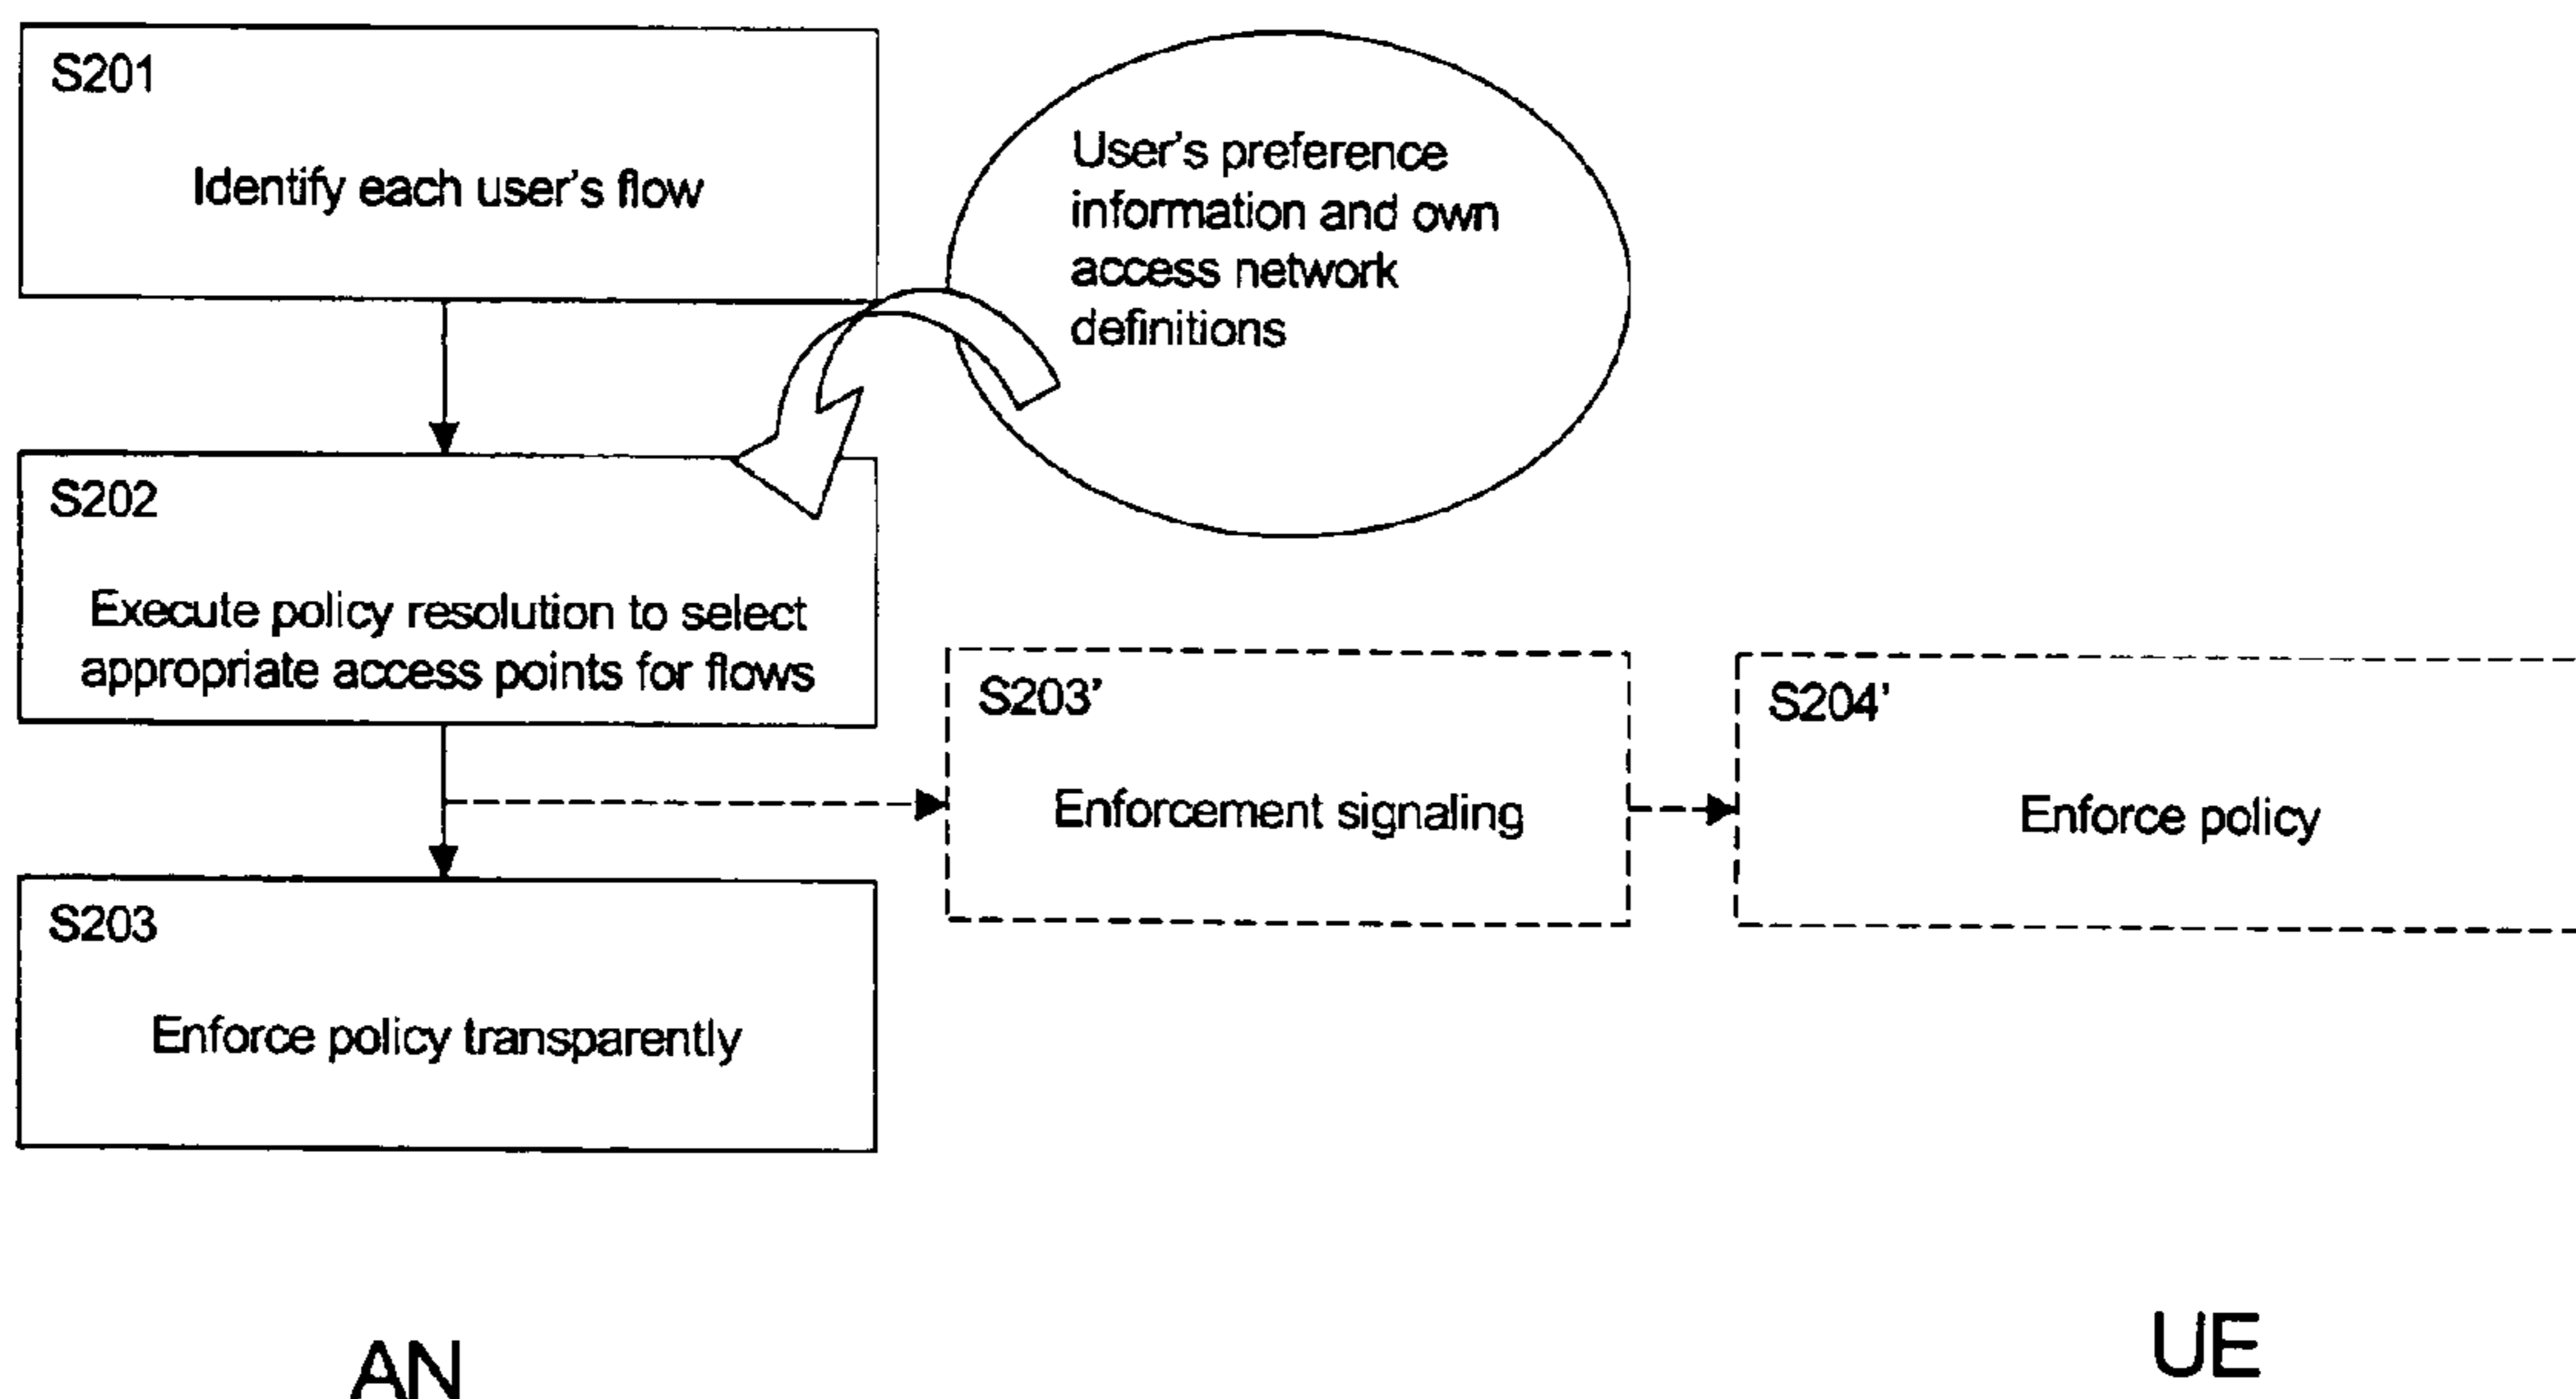 S201
Identify each user's flow
User's preference
information and own
access network
definitions
S202
Execute policy resolution to select
appropriate access points for flows
S203'
Enforcement signaling
S204'
Enforce policy
S203
Enforce policy transparently
AN
UE